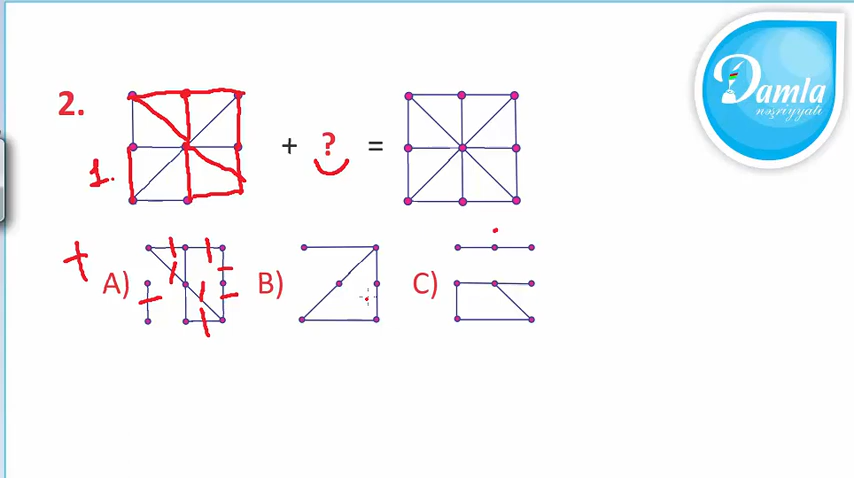 2.
+ ? =
1.
+ A) B) C)
Damla
nəşriyyatı